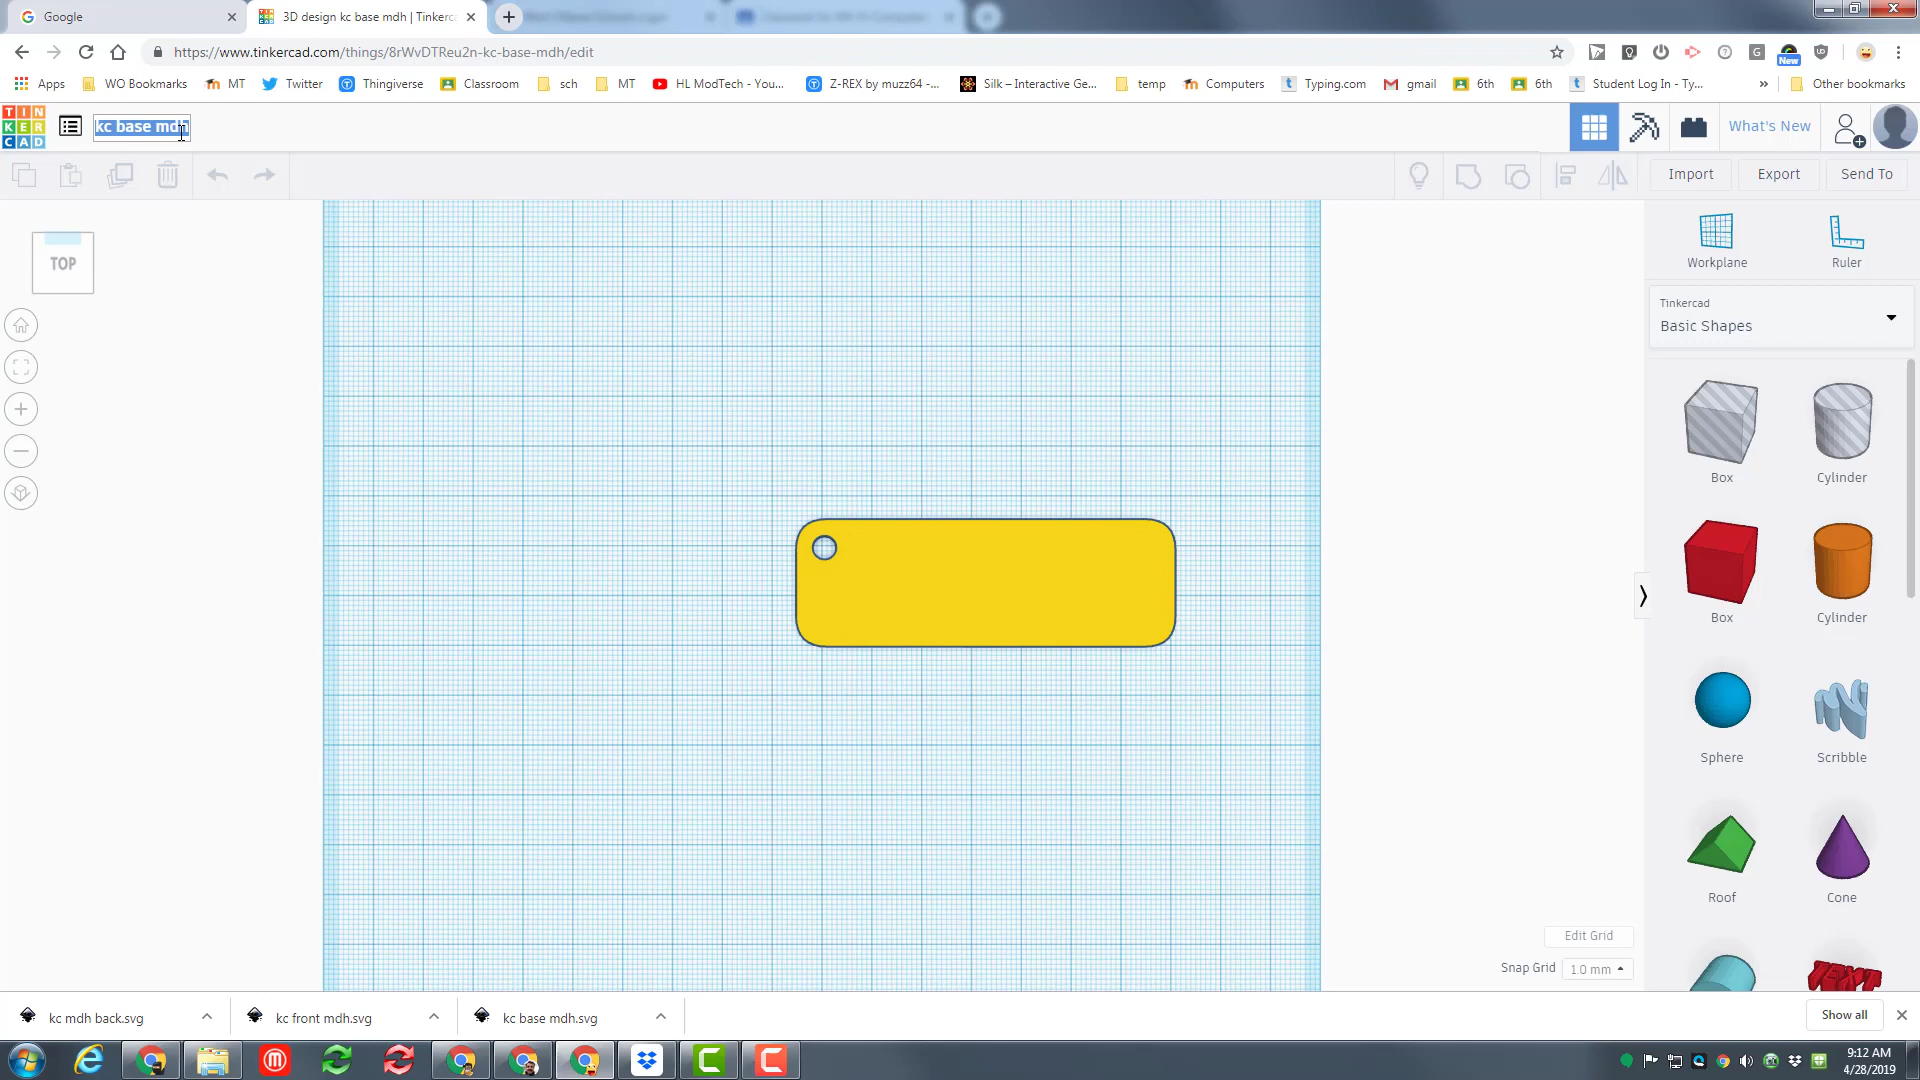 Google
3D design kc base mdh | Tinkerc
https://www.tinkercad.com/things/8rWvDTReu2n-kc-base-mdh/edit
New
Apps
WO Bookmarks
MT
Twitter
Thingiverse
Classroom
sch
MT
HL ModTech - You...
Z-REX by muzz64 -...
Silk – Interactive Ge...
temp
Computers
Typing.com
gmail
6th
6th
Student Log In - Ty...
»
Other bookmarks
TIN
KER
CAD
kc base mdh
What's New
Import
Export
Send To
TOP
Workplane
Ruler
Tinkercad
Basic Shapes
Box
Cylinder
Box
Cylinder
Sphere
Scribble
Roof
Cone
TEXT
Edit Grid
Snap Grid
1.0 mm
kc mdh back.svg
kc front mdh.svg
kc base mdh.svg
Show all
9:12 AM
4/28/2019